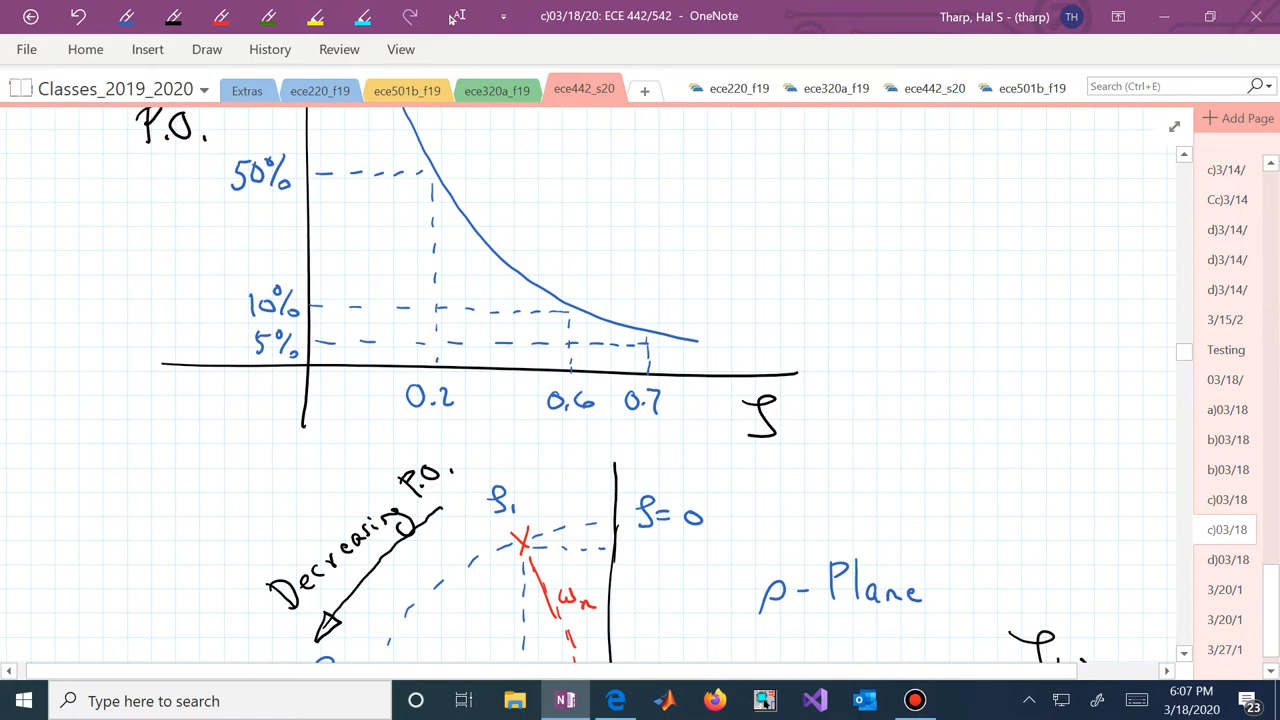 c)03/18/20: ECE 442/542 - OneNote
Tharp, Hal S - (tharp)
TH
File Home Insert Draw History Review View
Classes_2019_2020
Extras ece220_f19 ece501b_f19 ece320a_f19 ece442_s20
ece220_f19 ece320a_f19 ece442_s20 ece501b_f19
Search (Ctrl+E)
Add Page
c)3/14/
Cc)3/14
d)3/14/
d)3/14/
d)3/14/
3/15/2
Testing
03/18/
a)03/18
b)03/18
b)03/18
c)03/18
c)03/18
d)03/18
3/20/1
3/20/1
3/27/1
P.O.
50%
10%
5%
0.2 0.6 0.7 ζ
Decreasing P.O.
ζ₁
ζ = 0
ωn
s-Plane
Type here to search
6:07 PM
3/18/2020
23